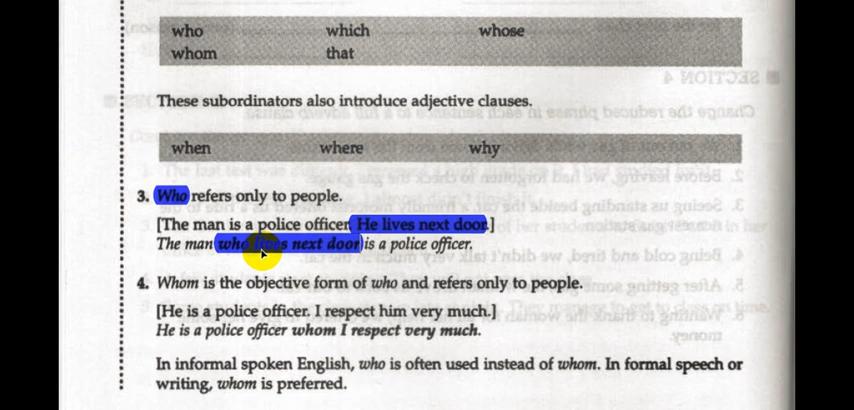 who which whose
whom that
These subordinators also introduce adjective clauses.
when where why
3. Who refers only to people.
[The man is a police officer. He lives next door.]
The man who lives next door is a police officer.
4. Whom is the objective form of who and refers only to people.
[He is a police officer. I respect him very much.]
He is a police officer whom I respect very much.
In informal spoken English, who is often used instead of whom. In formal speech or
writing, whom is preferred.